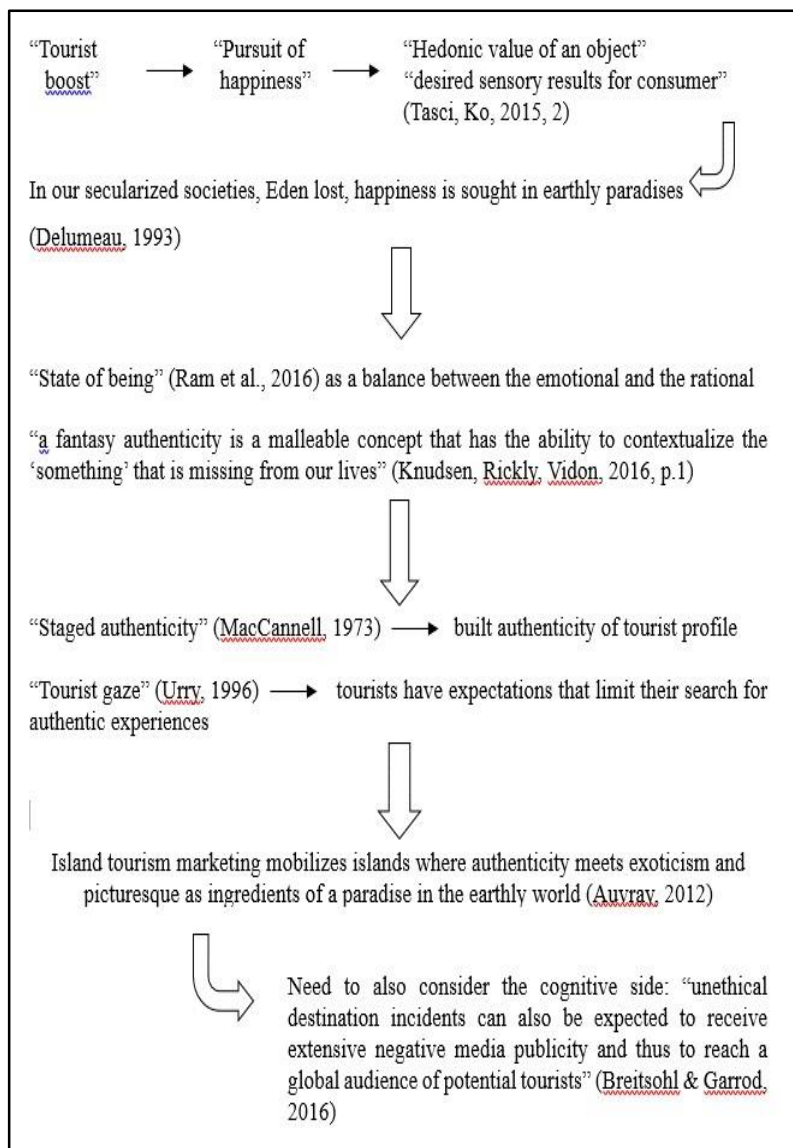 “Tourist boost” → “Pursuit of happiness” → “Hedonic value of an object”
“desired sensory results for consumer”
(Tasci, Ko, 2015, 2)
In our secularized societies, Eden lost, happiness is sought in earthly paradises
(Delumeau, 1993)
“State of being” (Ram et al., 2016) as a balance between the emotional and the rational
“a fantasy authenticity is a malleable concept that has the ability to contextualize the
‘something’ that is missing from our lives” (Knudsen, Rickly, Vidon, 2016, p.1)
“Staged authenticity” (MacCannell, 1973) → built authenticity of tourist profile
“Tourist gaze” (Urry, 1996) → tourists have expectations that limit their search for
authentic experiences
Island tourism marketing mobilizes islands where authenticity meets exoticism and
picturesque as ingredients of a paradise in the earthly world (Auvray, 2012)
Need to also consider the cognitive side: “unethical
destination incidents can also be expected to receive
extensive negative media publicity and thus to reach a
global audience of potential tourists” (Breitsohl & Garrod,
2016)